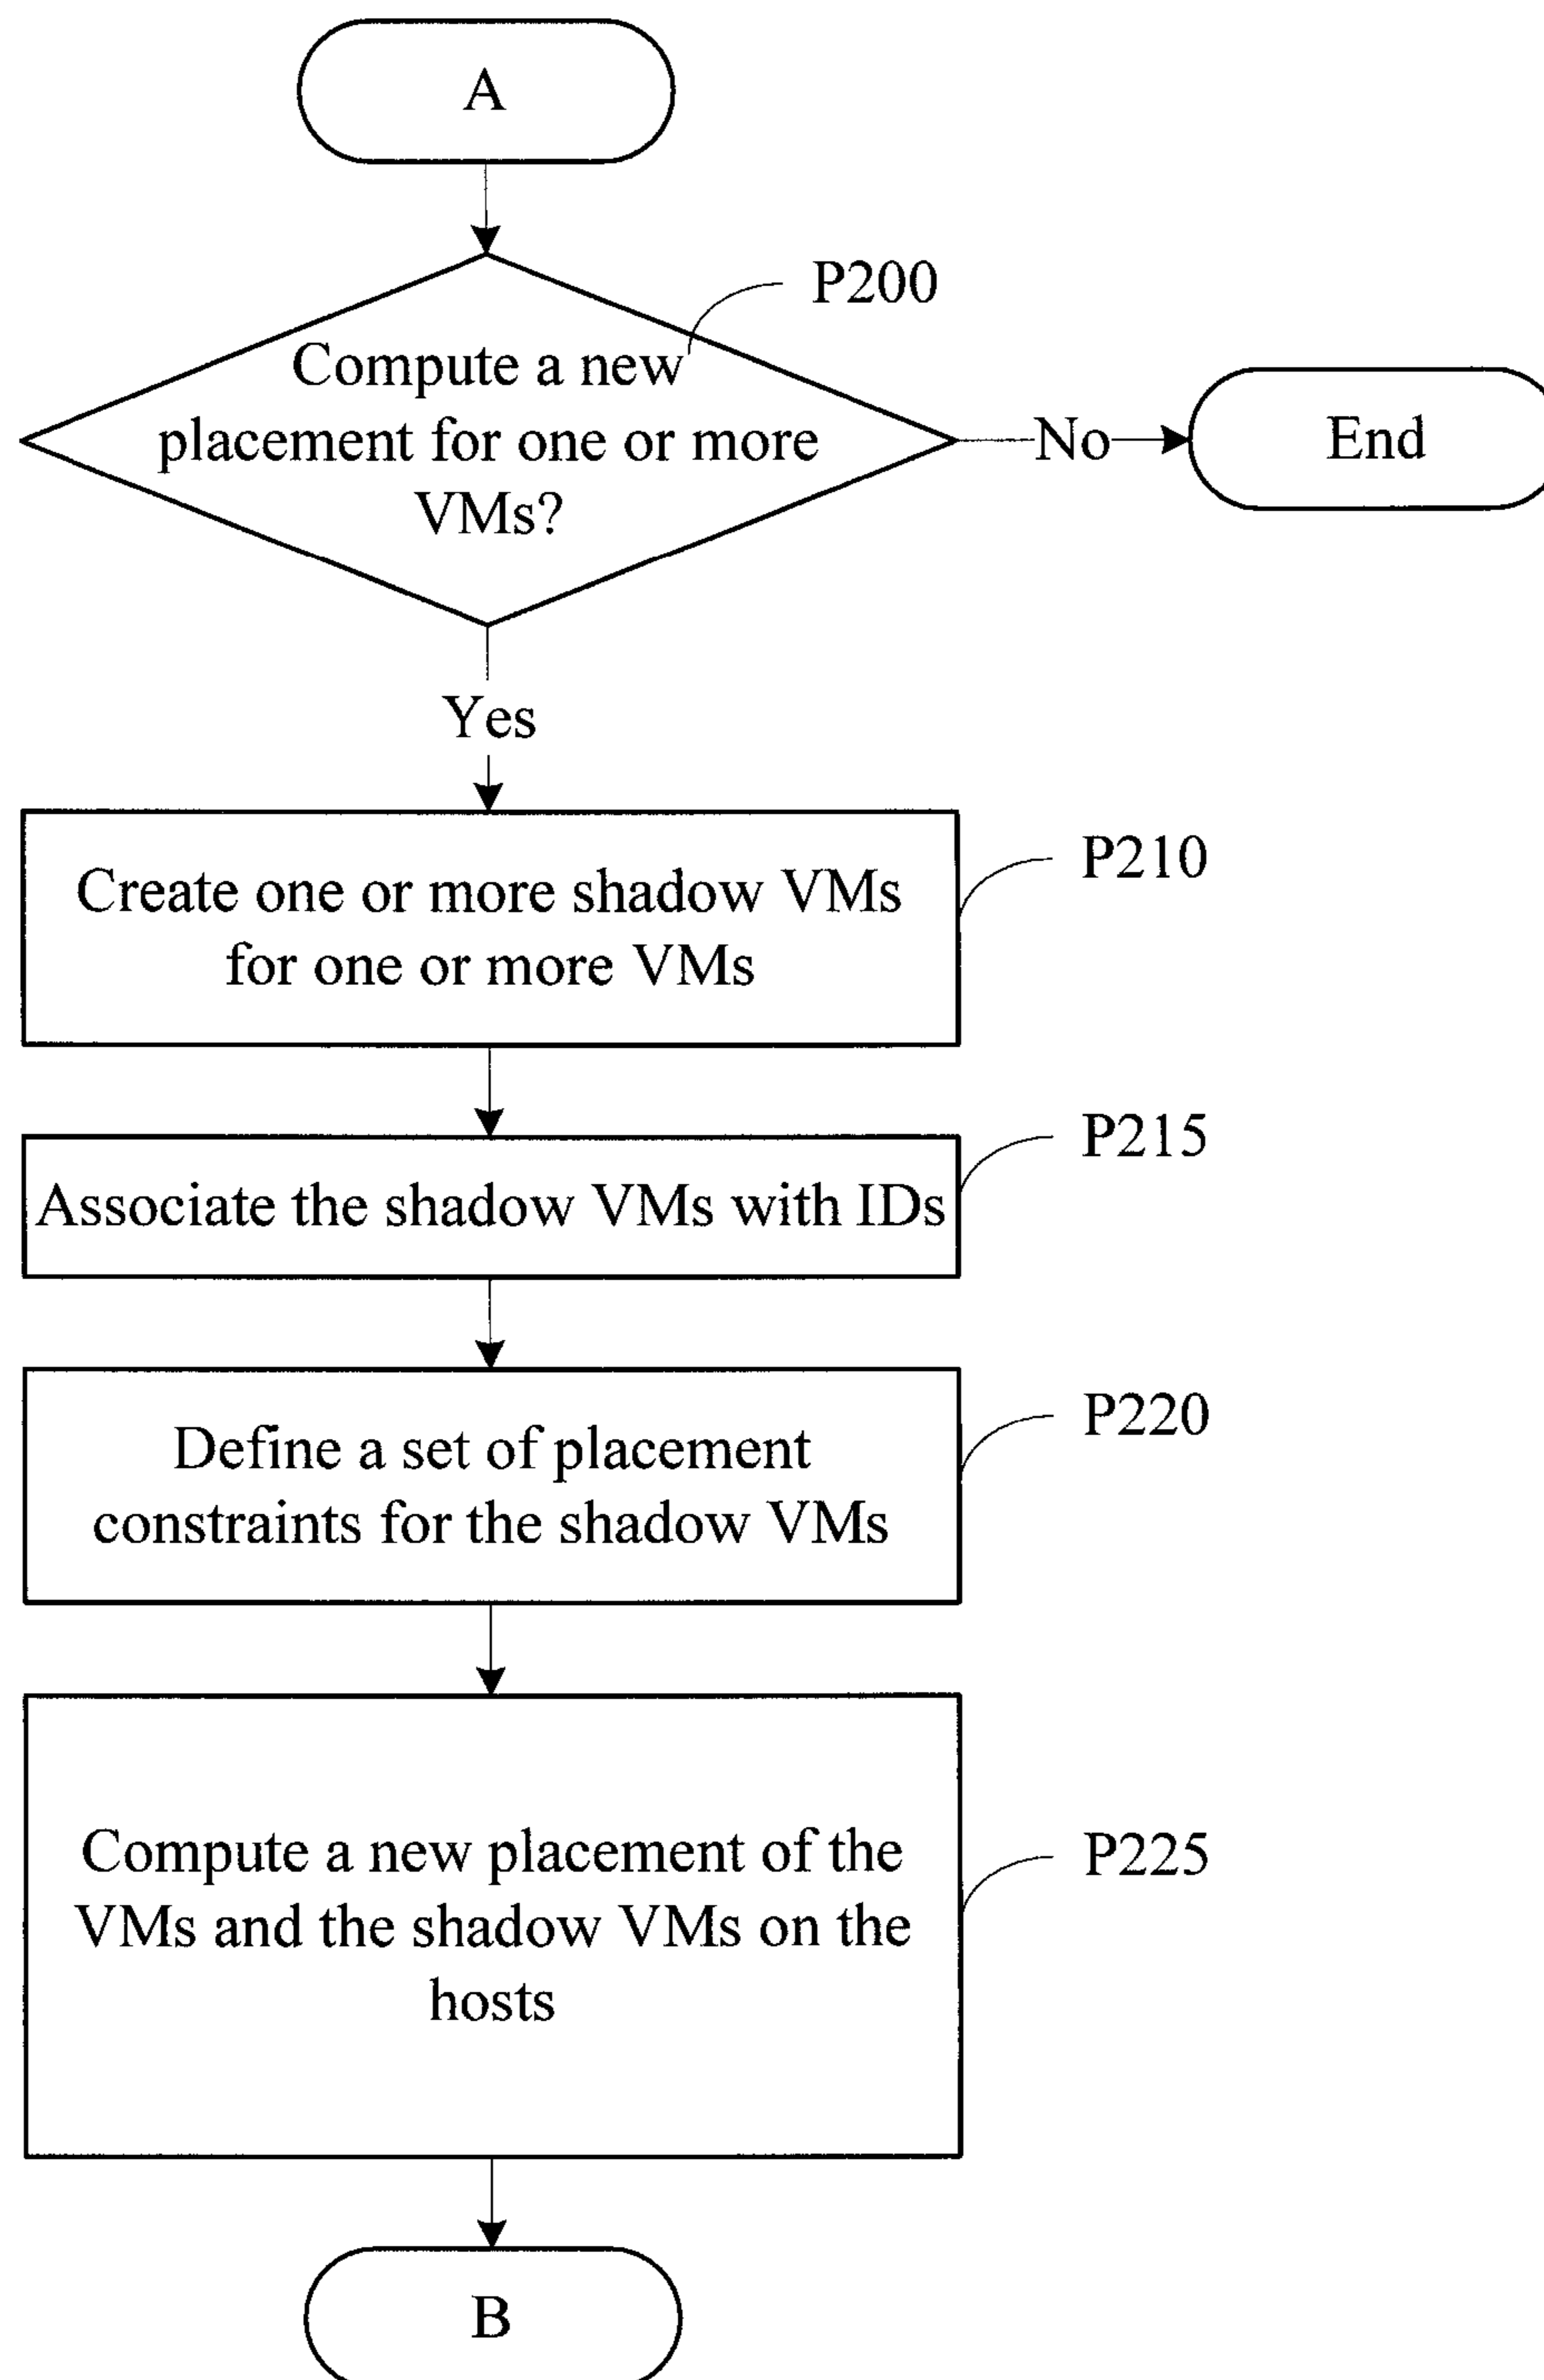 A
P200
Compute a new
placement for one or more
VMs?
No
End
Yes
P210
Create one or more shadow VMs
for one or more VMs
P215
Associate the shadow VMs with IDs
P220
Define a set of placement
constraints for the shadow VMs
P225
Compute a new placement of the
VMs and the shadow VMs on the
hosts
B